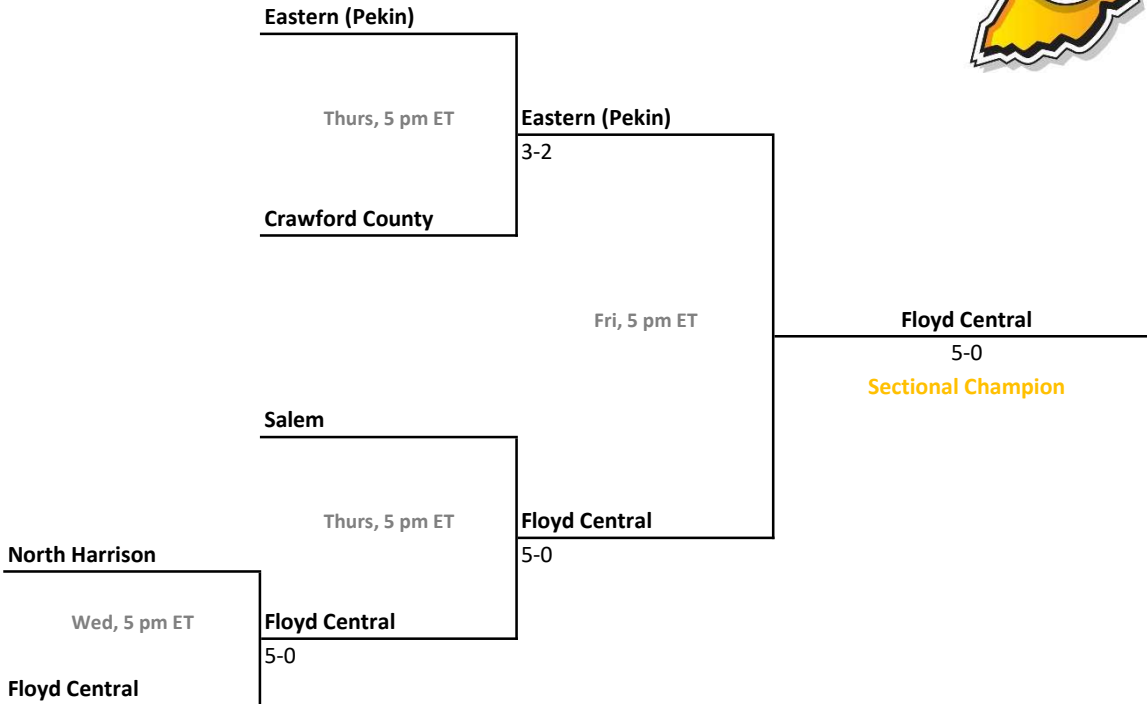 Eastern (Pekin)
Thurs, 5 pm ET
Eastern (Pekin)
3-2
Crawford County
Fri, 5 pm ET
Floyd Central
5-0
Sectional Champion
Salem
Thurs, 5 pm ET
Floyd Central
5-0
North Harrison
Wed, 5 pm ET
Floyd Central
5-0
Floyd Central